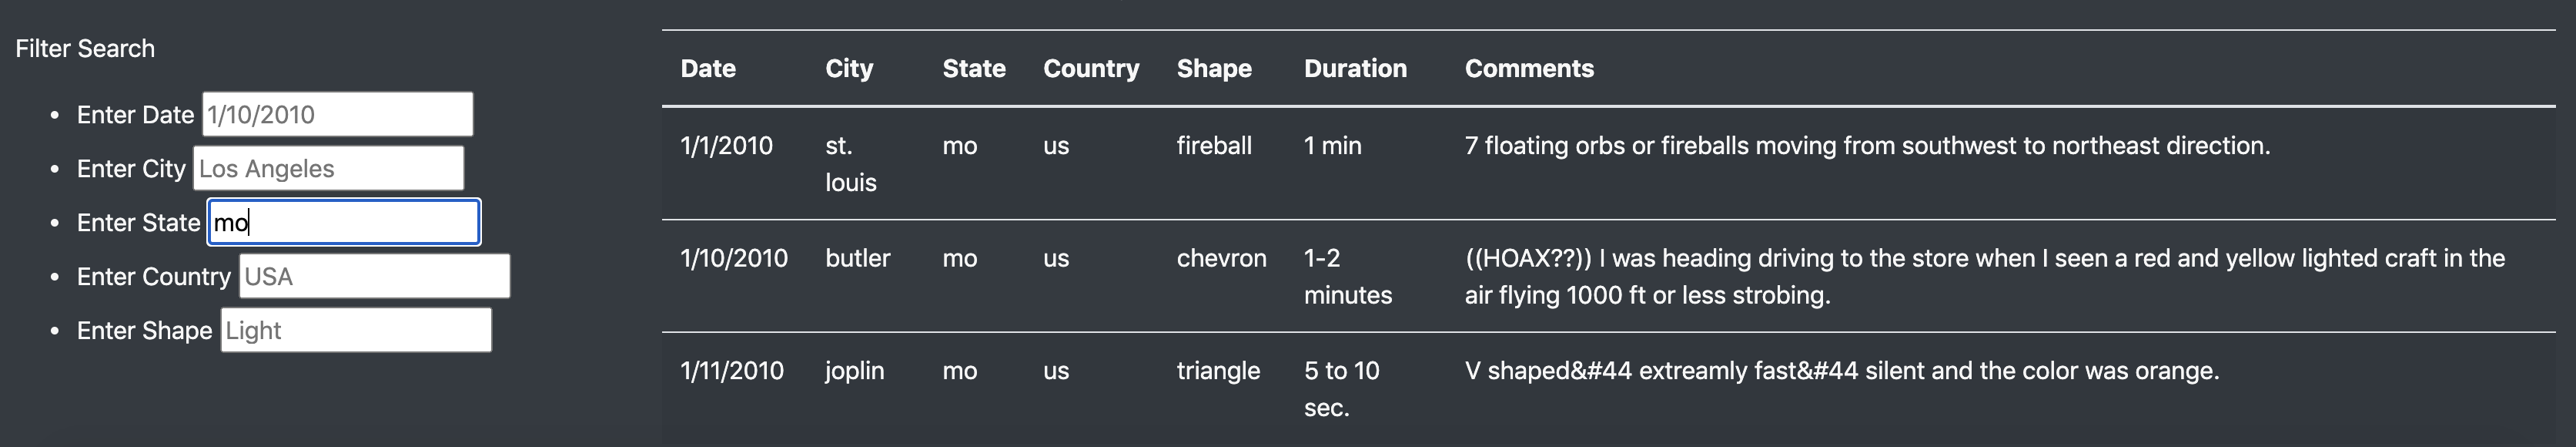 Filter Search
Enter Date 1/10/2010
Enter City Los Angeles
Enter State mo
Enter Country USA
Enter Shape Light
Date City State Country Shape Duration Comments
1/1/2010 st. mo us fireball 1 min 7 floating orbs or fireballs moving from southwest to northeast direction.
louis
1/10/2010 butler mo us chevron 1-2 ((HOAX??)) I was heading driving to the store when I seen a red and yellow lighted craft in the
minutes air flying 1000 ft or less strobing.
1/11/2010 joplin mo us triangle 5 to 10 V shaped&#44 extreamly fast&#44 silent and the color was orange.
sec.